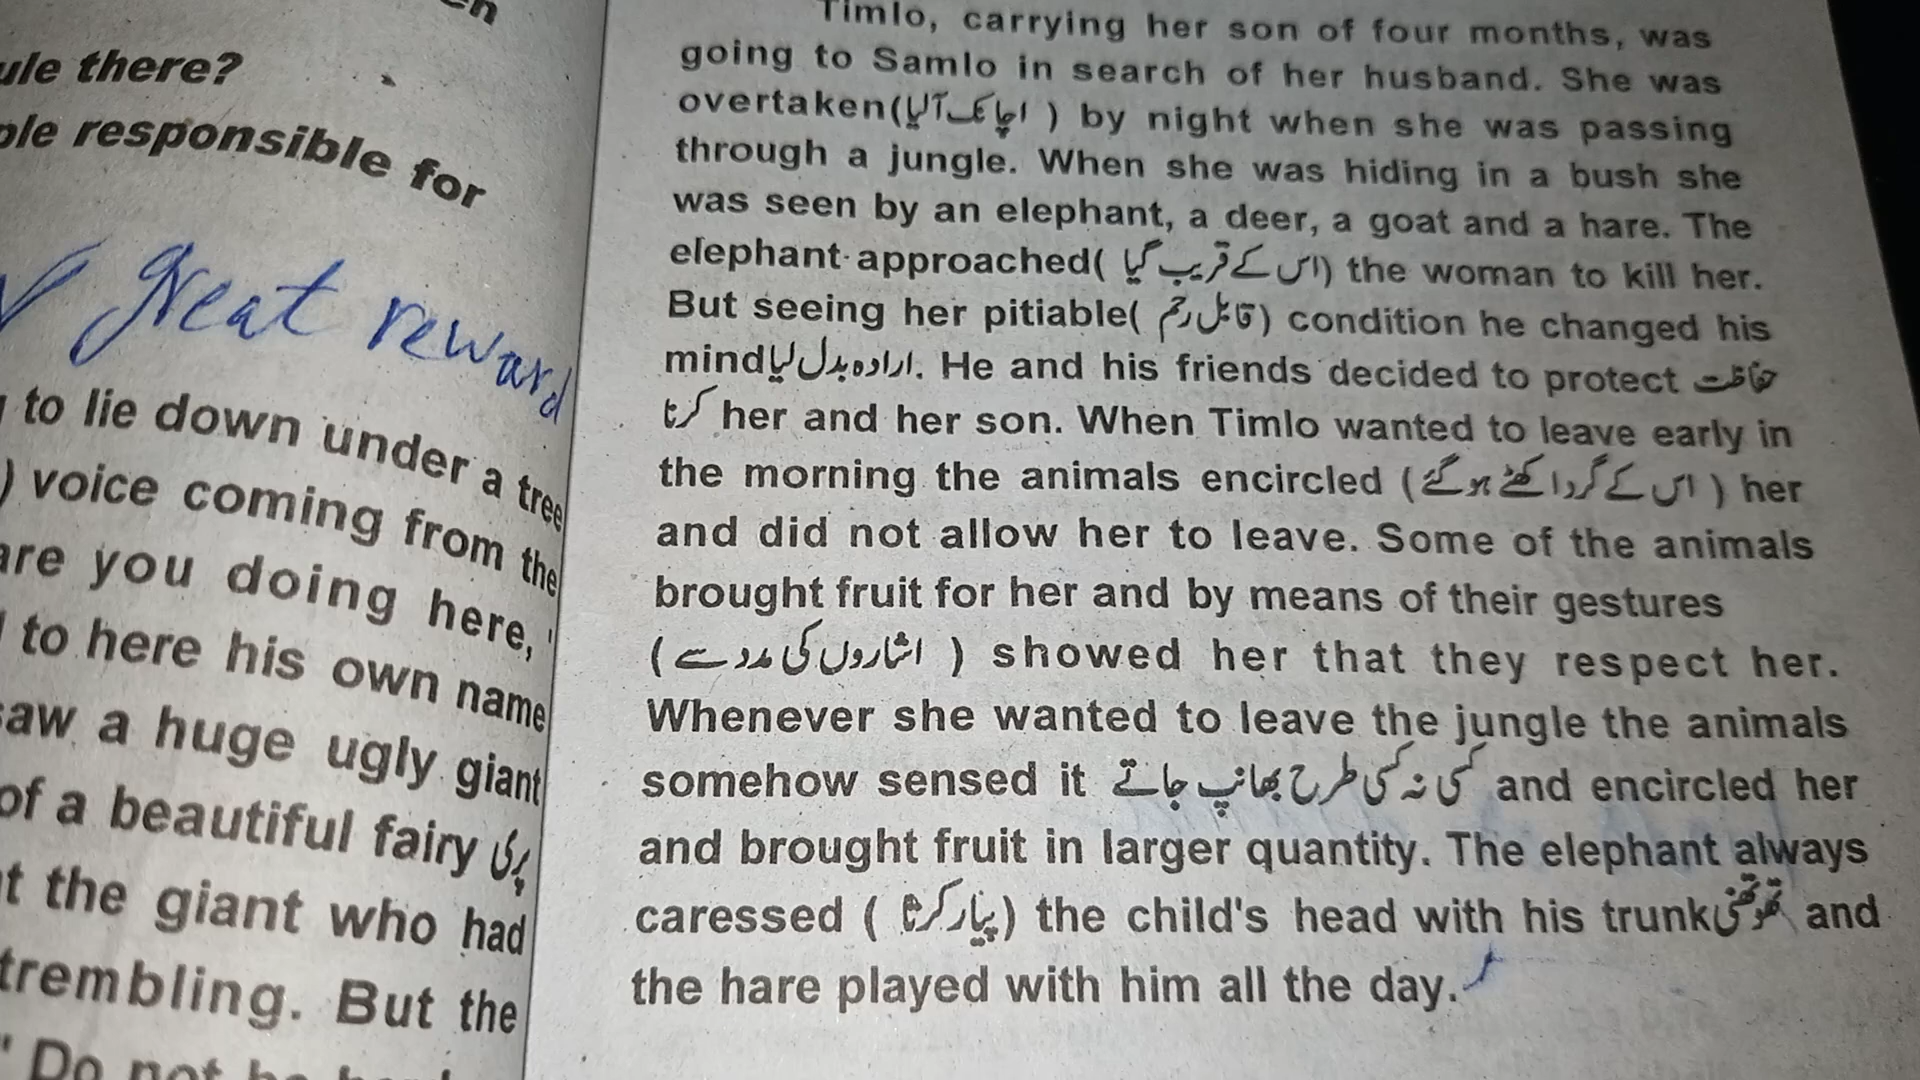 ule there?
responsible for
great reward
to lie down under a tree
) voice coming from the
are you doing here,"
to here his own name
saw a huge ugly giant
of a beautiful fairy پری
the giant who had
trembling. But the
" Do not be
Timlo, carrying her son of four months, was
going to Samlo in search of her husband. She was
overtaken(اچانک آلیا ) by night when she was passing
through a jungle. When she was hiding in a bush she
was seen by an elephant, a deer, a goat and a hare. The
elephant approached( اس کے قریب گیا) the woman to kill her.
But seeing her pitiable( قابل رحم) condition he changed his
mindارادہ بدل لیا. He and his friends decided to protect حفاظت
کرنا her and her son. When Timlo wanted to leave early in
the morning the animals encircled (اس کے گرد اکٹھے ہو گئے ) her
and did not allow her to leave. Some of the animals
brought fruit for her and by means of their gestures
(اشاروں کی مدد سے ) showed her that they respect her.
Whenever she wanted to leave the jungle the animals
somehow sensed it کسی نہ کسی طرح بھانپ جاتے and encircled her
and brought fruit in larger quantity. The elephant always
caressed ( پیار کرتا) the child's head with his trunk and
the hare played with him all the day.